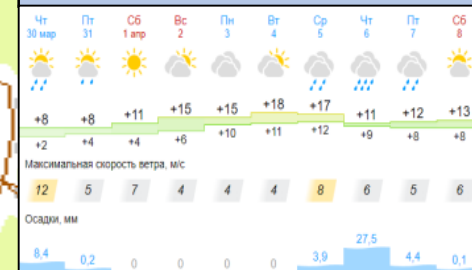 Чт Пт Сб Вс Пн Вт Ср Чт Пт Сб
30 мар 31 1 апр 2 3 4 5 6 7 8
+8 +8 +11 +15 +15 +18 +17 +11 +12 +13
+2 +4 +4 +6 +10 +11 +12 +9 +8 +8
Максимальная скорость ветра, м/с
12 5 7 4 4 4 8 6 5 6
Осадки, мм
8,4 0,2 0 0 0 0 3,9 27,5 4,4 0,1